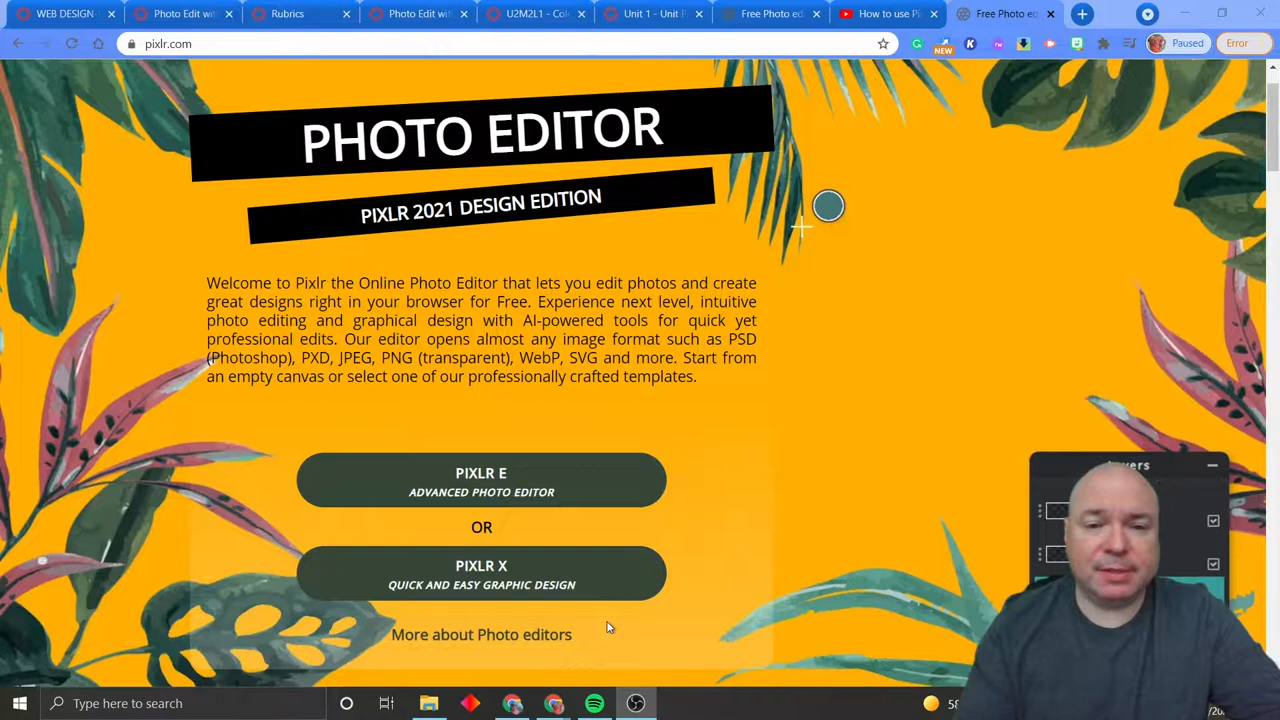 WEB DESIGN
Photo Edit wit
Rubrics
Photo Edit wit
U2M2L1 - Col
Unit 1 - Unit P
Free Photo ed
How to use Pi
Free Photo ed
pixlr.com
NEW
Paused
Error
PHOTO EDITOR
PIXLR 2021 DESIGN EDITION
Welcome to Pixlr the Online Photo Editor that lets you edit photos and create
great designs right in your browser for Free. Experience next level, intuitive
photo editing and graphical design with AI-powered tools for quick yet
professional edits. Our editor opens almost any image format such as PSD
(Photoshop), PXD, JPEG, PNG (transparent), WebP, SVG and more. Start from
an empty canvas or select one of our professionally crafted templates.
PIXLR E
ADVANCED PHOTO EDITOR
OR
PIXLR X
QUICK AND EASY GRAPHIC DESIGN
More about Photo editors
Type here to search